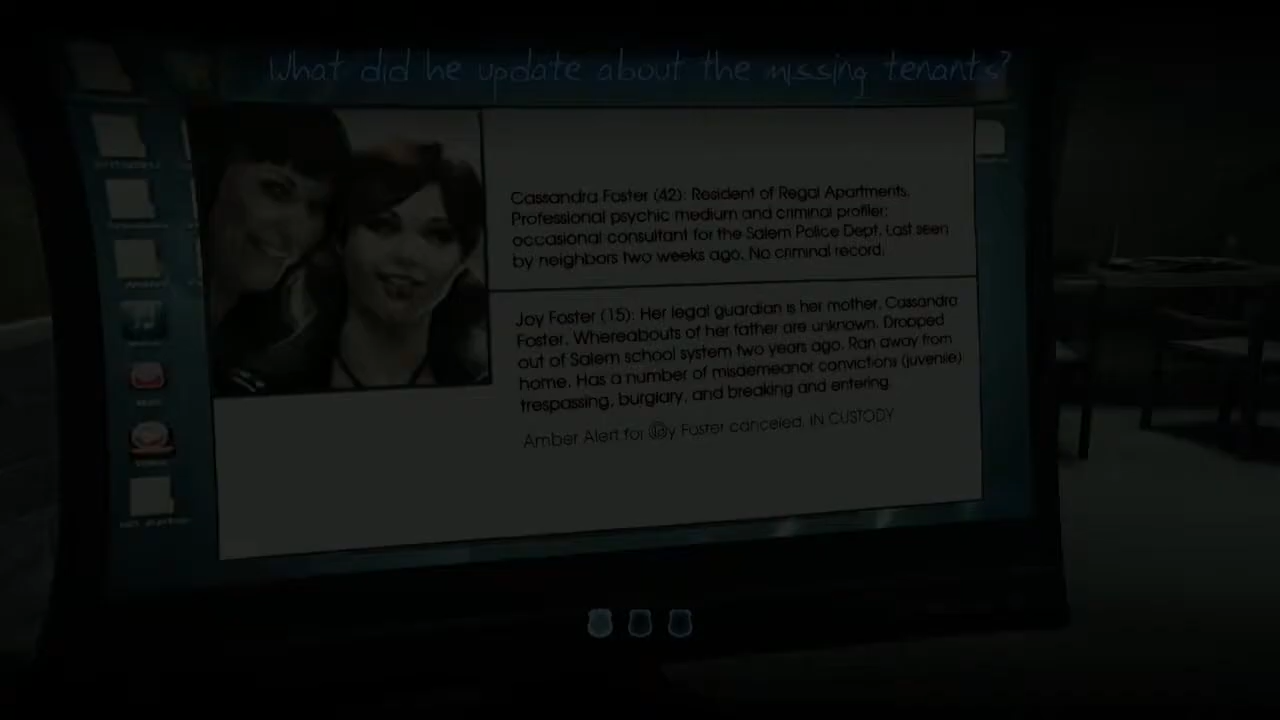 What did he update about the missing tenants?
Cassandra Foster (42): Resident of Regal Apartments.
Professional psychic medium and criminal profiler;
occasional consultant for the Salem Police Dept. Last seen
by neighbors two weeks ago. No criminal record.
Joy Foster (15): Her legal guardian is her mother, Cassandra
Foster. Whereabouts of her father are unknown. Dropped
out of Salem school system two years ago. Ran away from
home. Has a number of misdemeanor convictions (juvenile)
trespassing, burglary, and breaking and entering.
Amber Alert for Joy Foster canceled. IN CUSTODY